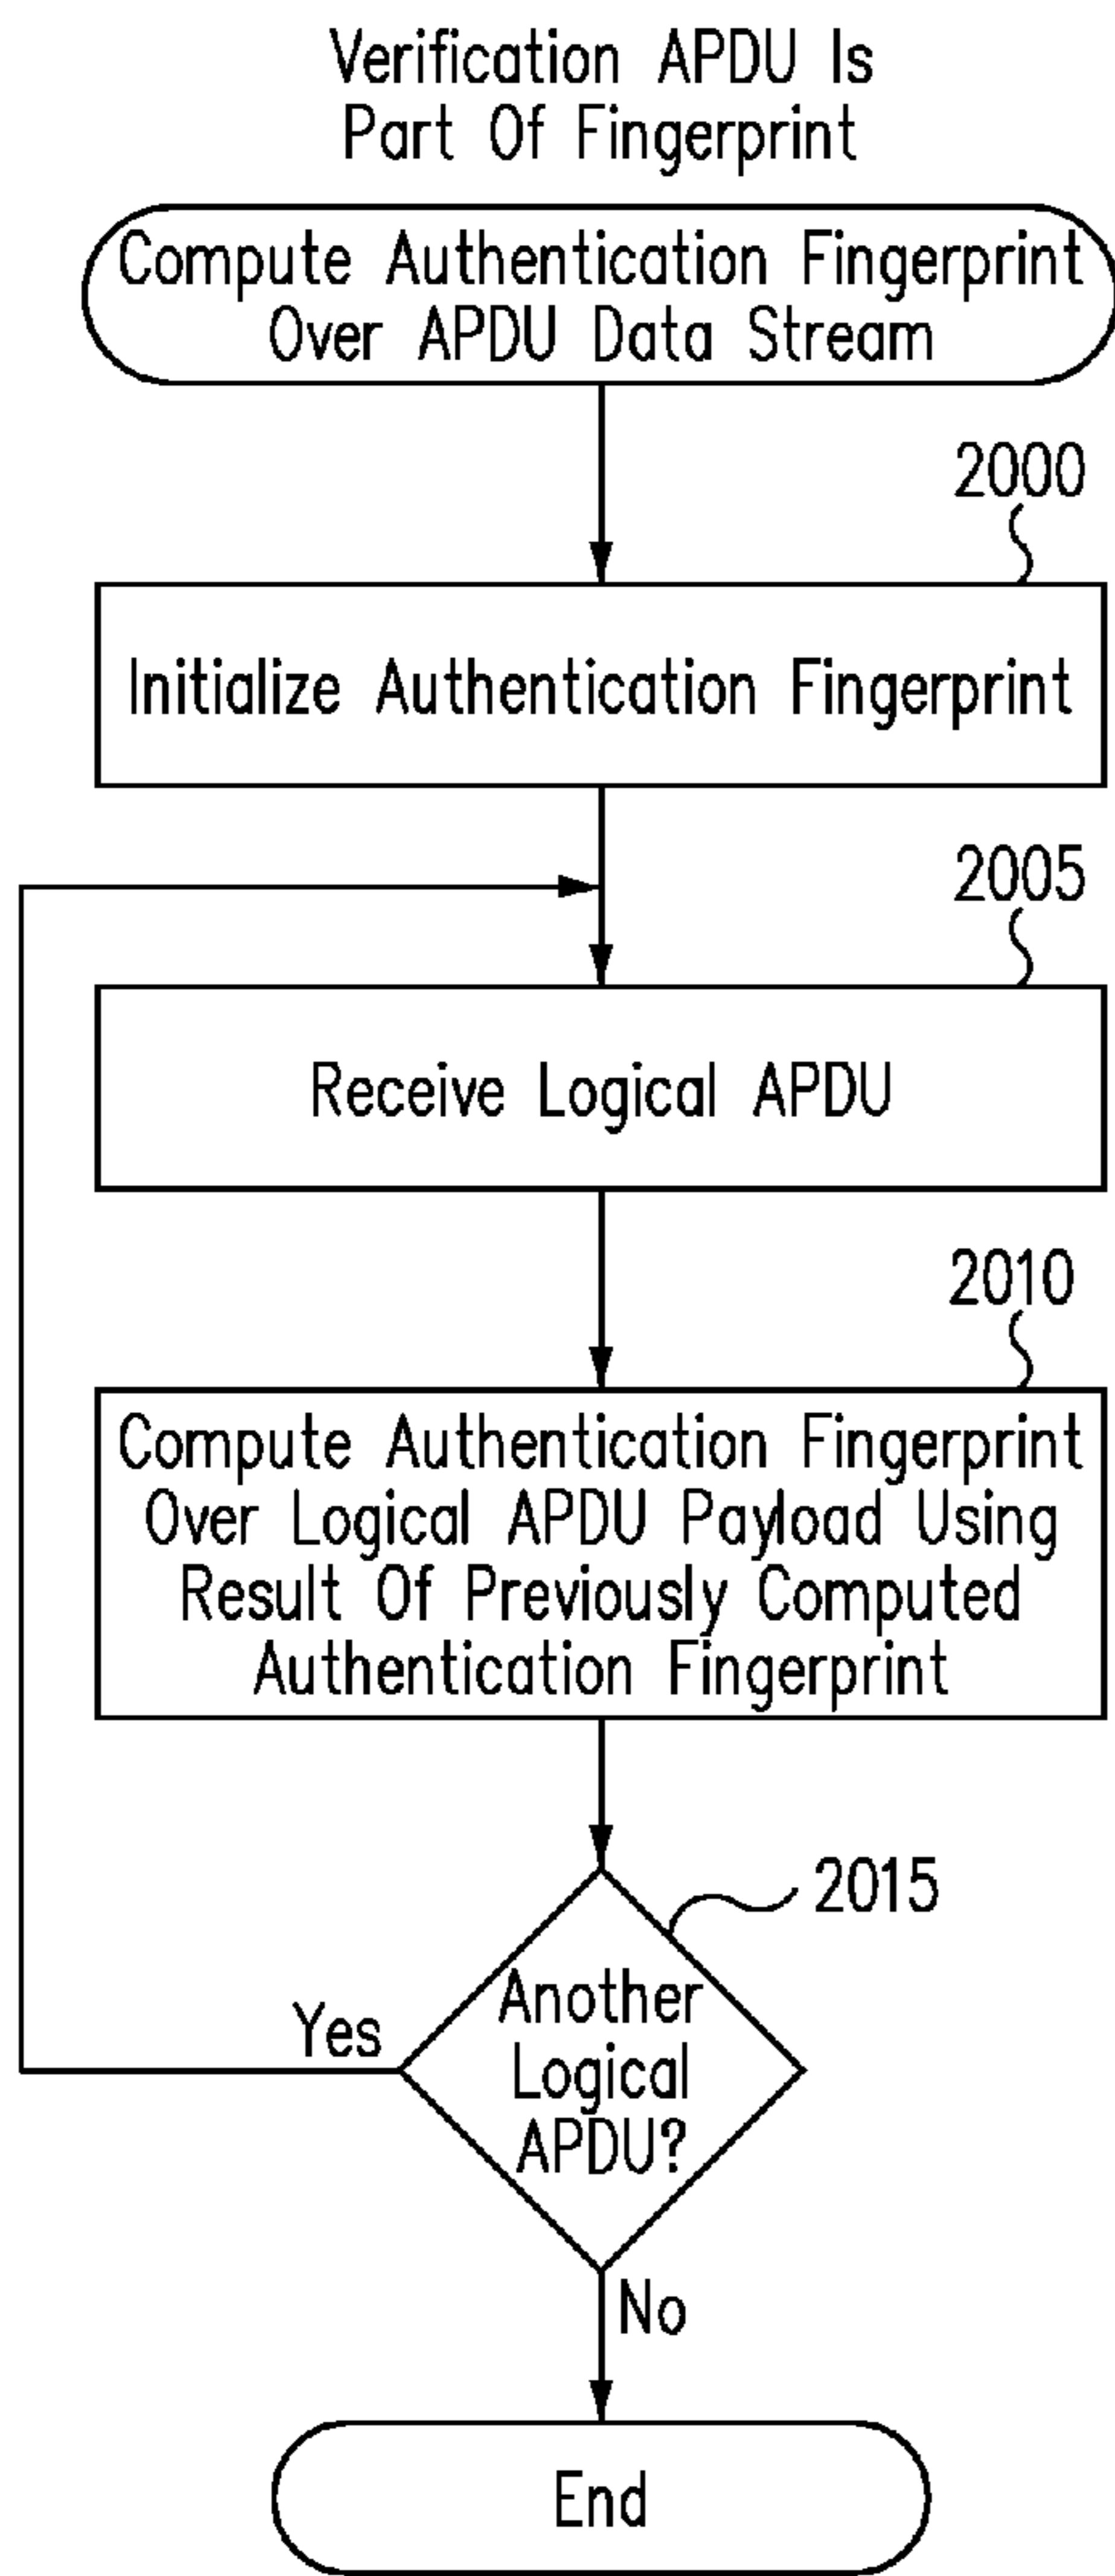 Verification APDU Is
Part Of Fingerprint
Compute Authentication Fingerprint
Over APDU Data Stream
2000
Initialize Authentication Fingerprint
2005
Receive Logical APDU
2010
Compute Authentication Fingerprint
Over Logical APDU Payload Using
Result Of Previously Computed
Authentication Fingerprint
2015
Another
Logical
APDU?
Yes
No
End